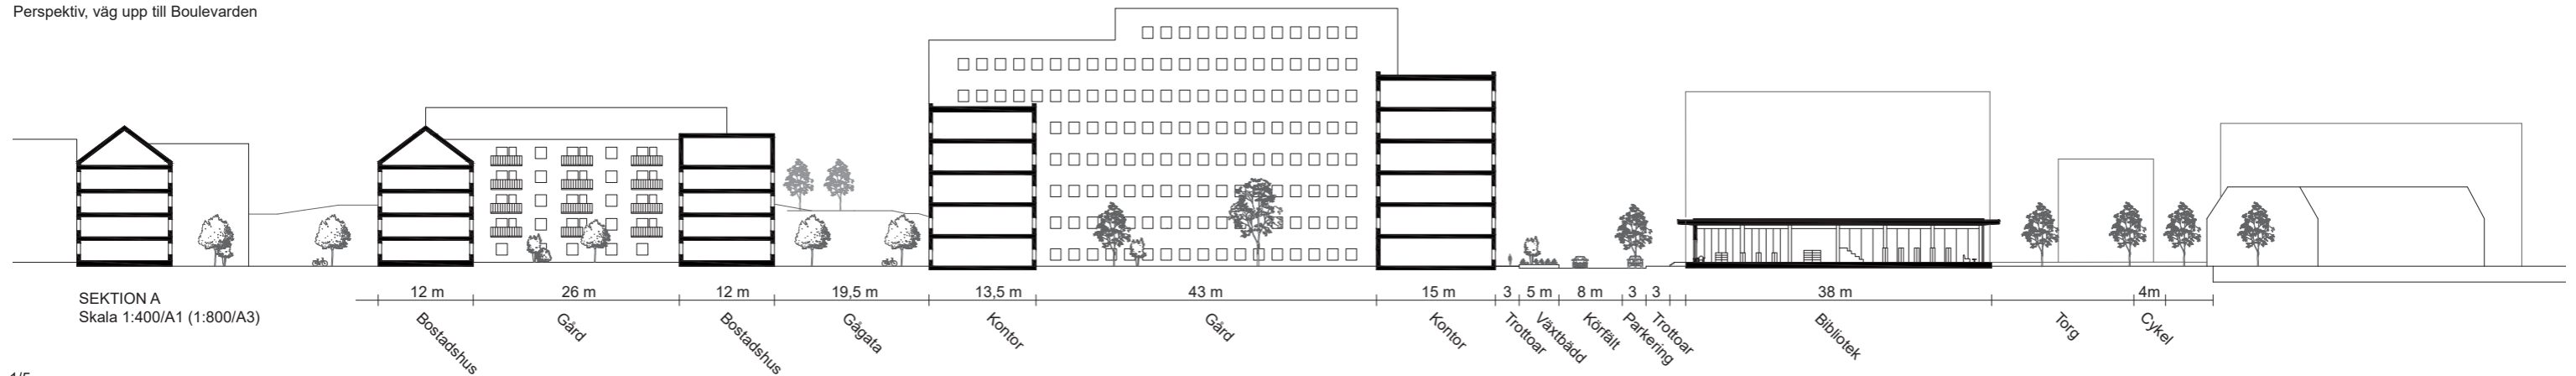 Perspektiv, väg upp till Boulevarden
SEKTION A
Skala 1:400/A1 (1:800/A3)
12 m
26 m
12 m
19,5 m
13,5 m
43 m
15 m
3
5 m
8 m
3
3
38 m
4m
Bostadshus
Gård
Bostadshus
Gågata
Kontor
Gård
Kontor
Trottoar
Växtbädd
Körfält
Parkering
Trottoar
Bibliotek
Torg
Cykel